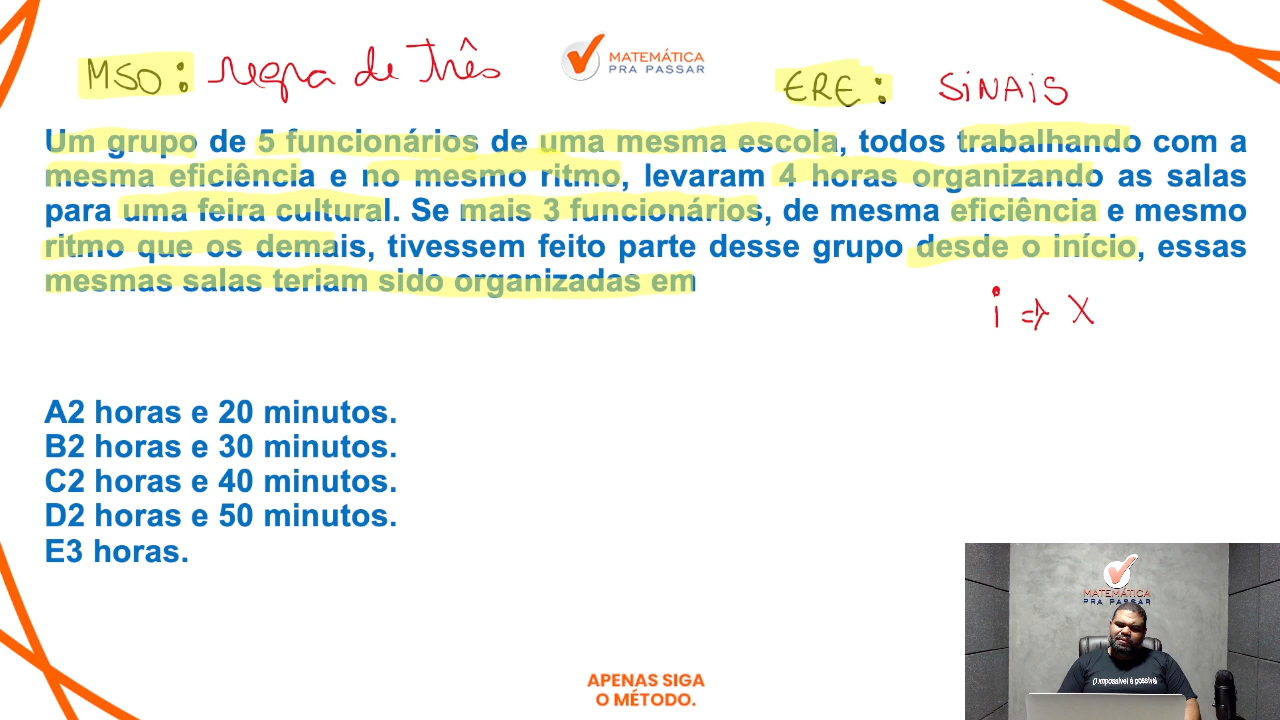 MSO: regra de três
MATEMÁTICA
PRA PASSAR
ERE: SINAIS
Um grupo de 5 funcionários de uma mesma escola, todos trabalhando com a
mesma eficiência e no mesmo ritmo, levaram 4 horas organizando as salas
para uma feira cultural. Se mais 3 funcionários, de mesma eficiência e mesmo
ritmo que os demais, tivessem feito parte desse grupo desde o início, essas
mesmas salas teriam sido organizadas em
i => X
A2 horas e 20 minutos.
B2 horas e 30 minutos.
C2 horas e 40 minutos.
D2 horas e 50 minutos.
E3 horas.
MATEMÁTICA
PRA PASSAR
O impossível é possível
APENAS SIGA
O MÉTODO.